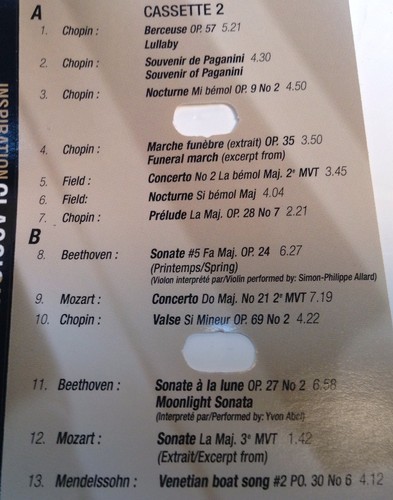 CASSETTE 2
A
1. Chopin : Berceuse OP. 57 5.21
Lullaby
2. Chopin : Souvenir de Paganini 4.30
Souvenir of Paganini
3. Chopin : Nocturne Mi bémol OP. 9 No 2 4.50
4. Chopin : Marche funèbre (extrait) OP. 35 3.50
Funeral march (excerpt from)
5. Field : Concerto No 2 La bémol Maj. 2e MVT 3.45
6. Field: Nocturne Si bémol Maj 4.04
7. Chopin : Prélude La Maj. OP. 28 No 7 2.21
B
8. Beethoven : Sonate #5 Fa Maj. OP. 24 6.27
(Printemps/Spring)
(Violon interprété par/Violin performed by: Simon-Philippe Allard)
9. Mozart : Concerto Do Maj. No 21 2e MVT 7.19
10. Chopin : Valse Si Mineur OP. 69 No 2 4.22
11. Beethoven : Sonate à la lune OP. 27 No 2 6.58
Moonlight Sonata
(Interpreté par/Performed by: Yvon Abel)
12. Mozart : Sonate La Maj. 3e MVT 1.42
(Extrait/Excerpt from)
13. Mendelssohn : Venetian boat song #2 PO. 30 No 6 4.12
INSPIRATION